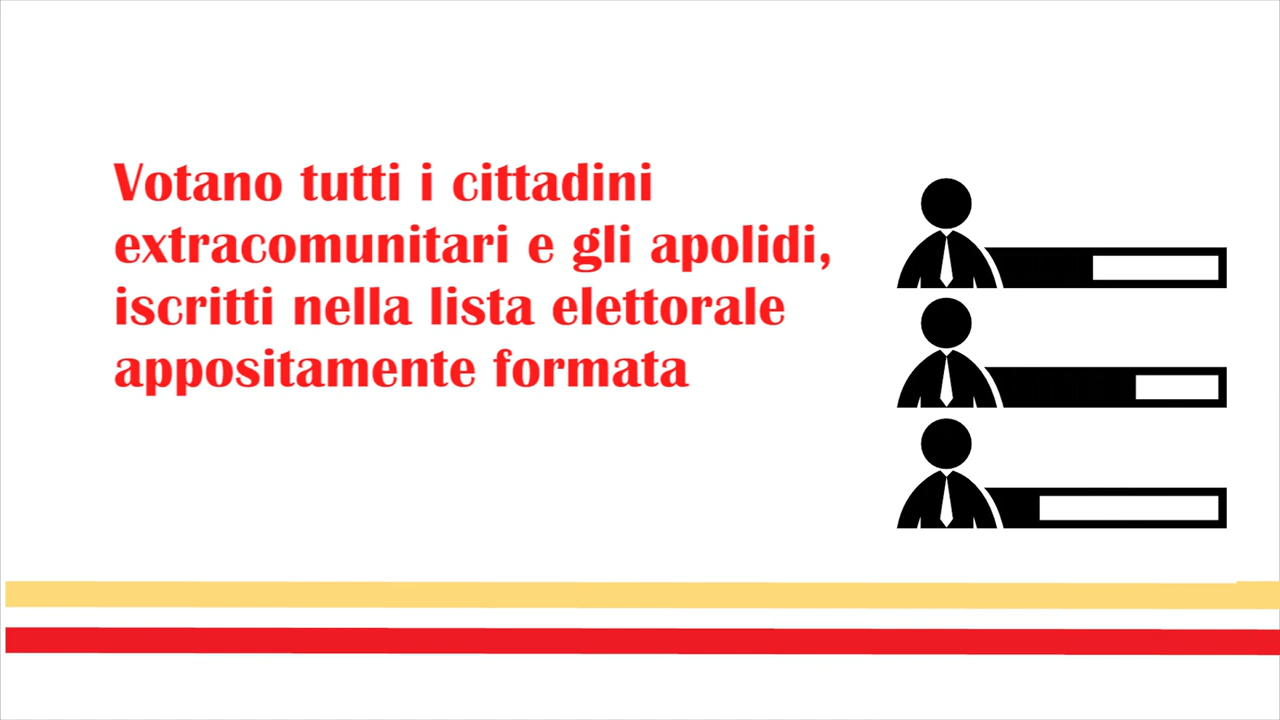 Votano tutti i cittadini
extracomunitari e gli apolidi,
iscritti nella lista elettorale
appositamente formata